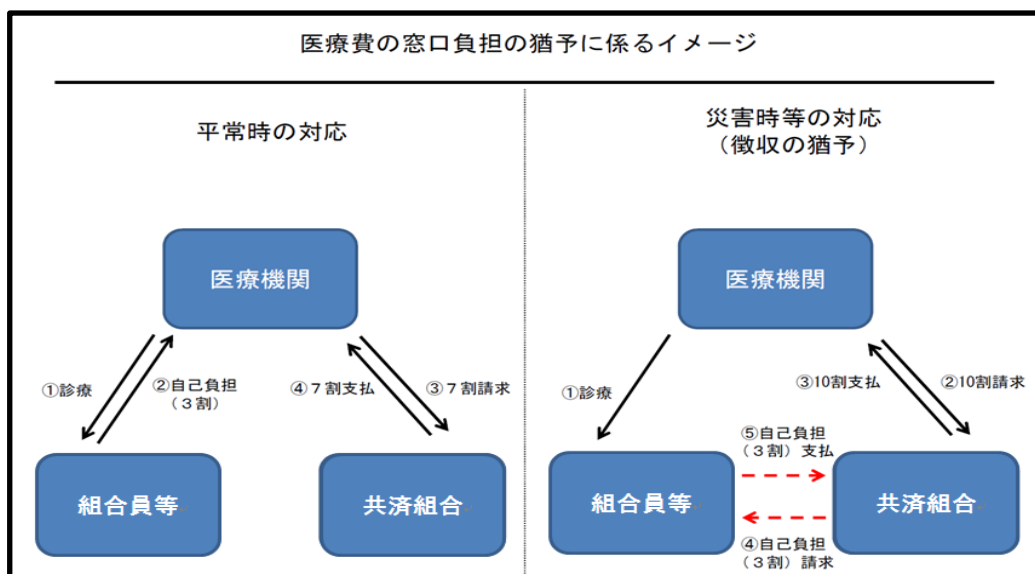 医療費の窓口負担の猶予に係るイメージ
平常時の対応
医療機関
①診療
②自己負担
（３割）
④７割支払
③７割請求
組合員等
共済組合
災害時等の対応
（徴収の猶予）
医療機関
①診療
③10割支払
②10割請求
⑤自己負担
（３割）支払
組合員等
共済組合
④自己負担
（３割）請求